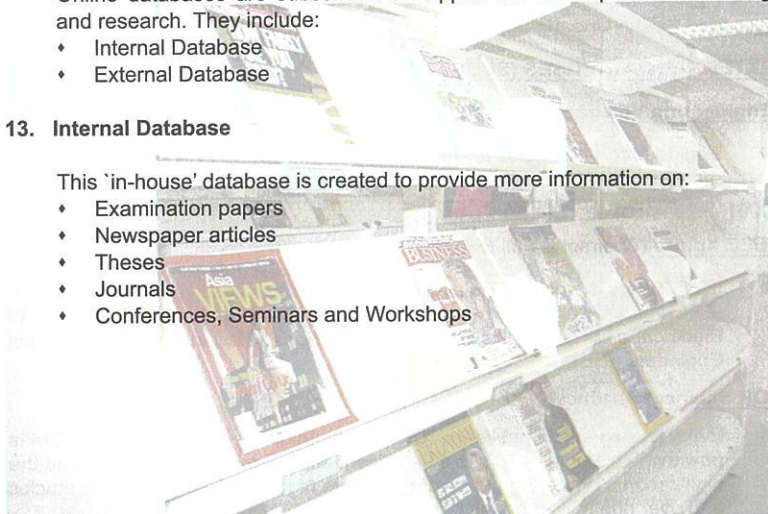 and research. They include:
• Internal Database
• External Database
13. Internal Database
This `in-house' database is created to provide more information on:
• Examination papers
• Newspaper articles
• Theses
• Journals
• Conferences, Seminars and Workshops
Asia
VIEWS
BUSINESS
EKONOMI